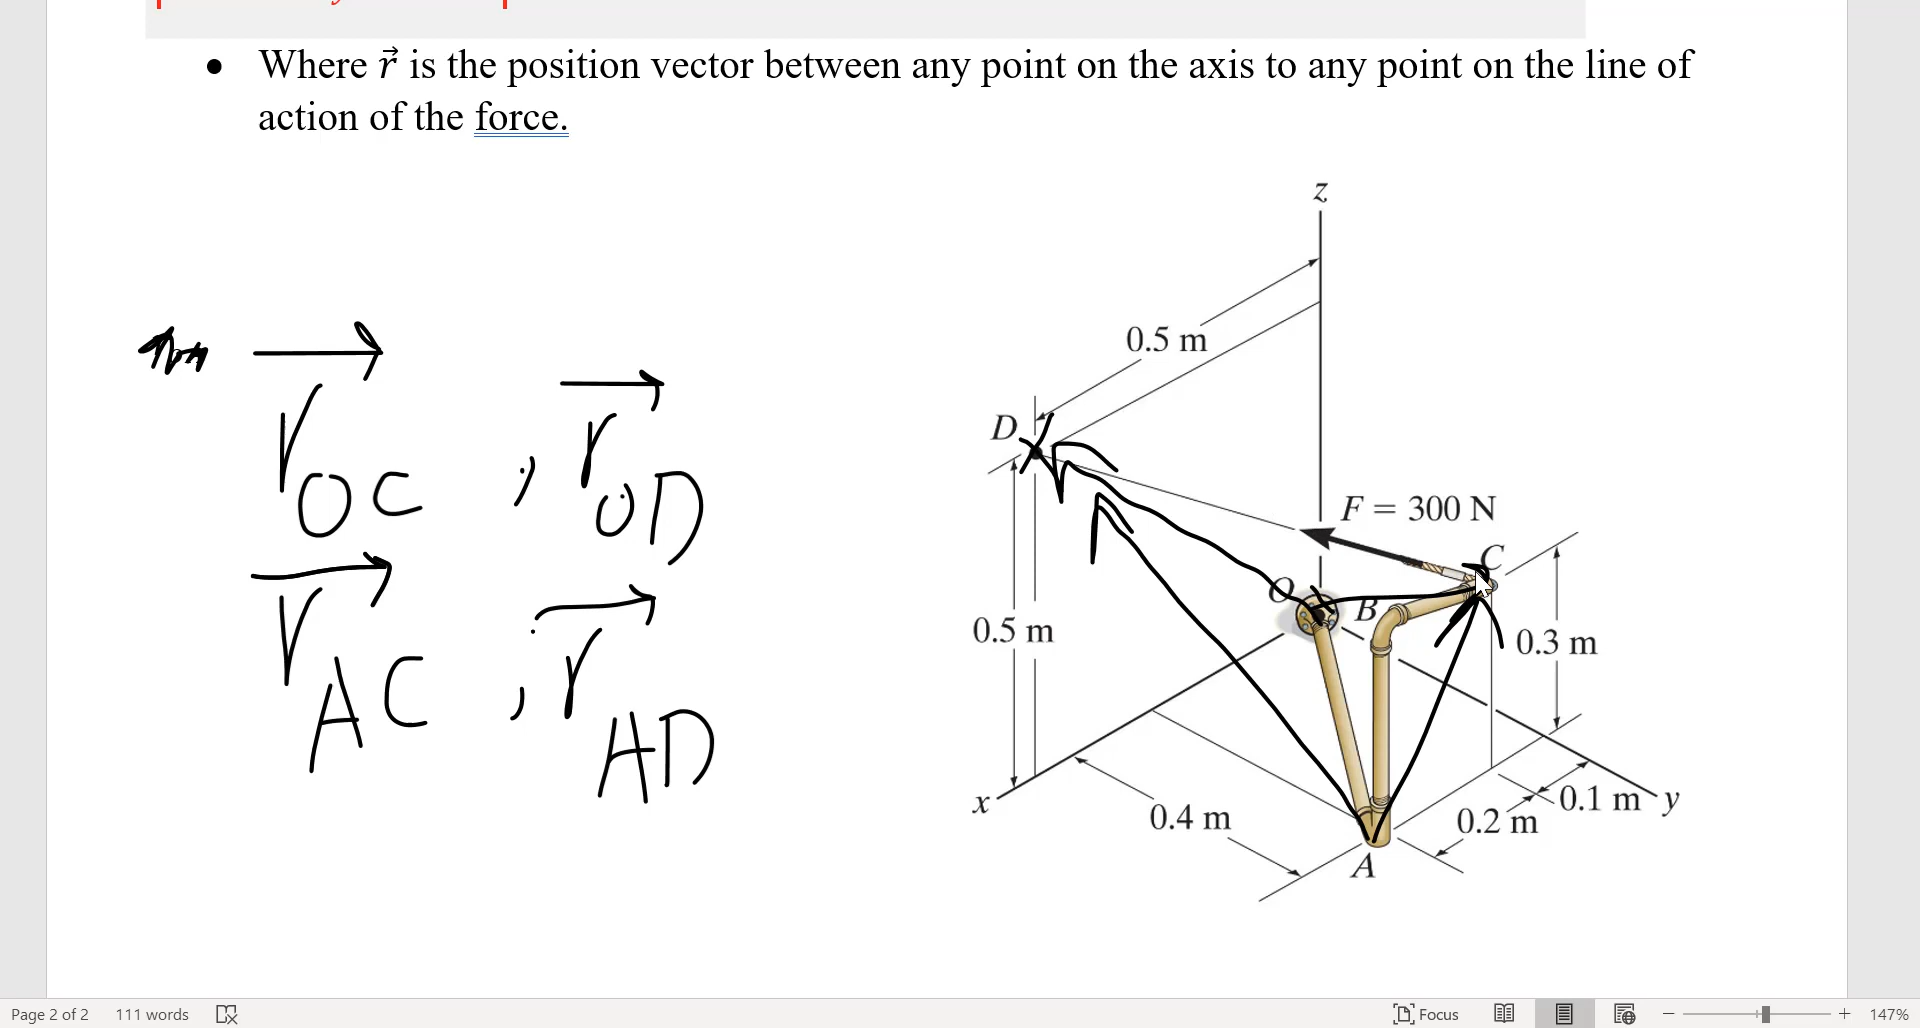 • Where r⃗ is the position vector between any point on the axis to any point on the line of
action of the force.
z
0.5 m
D
F = 300 N
C
O
B
0.5 m
0.3 m
x
0.4 m
0.2 m
0.1 m
y
A
r⃗OC , r⃗OD
r⃗AC , r⃗AD
Page 2 of 2 111 words Focus 147%